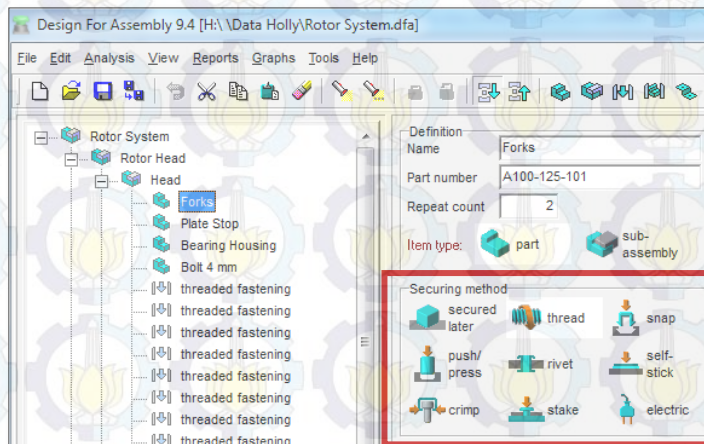 Design For Assembly 9.4 [H:\ \Data Holly\Rotor System.dfa]
File Edit Analysis View Reports Graphs Tools Help
Rotor System
Rotor Head
Head
Forks
Plate Stop
Bearing Housing
Bolt 4 mm
threaded fastening
threaded fastening
threaded fastening
threaded fastening
threaded fastening
threaded fastening
threaded fastening
threaded fastening
Definition
Name Forks
Part number A100-125-101
Repeat count 2
Item type: part sub-assembly
Securing method
secured later thread snap
push/press rivet self-stick
crimp stake electric